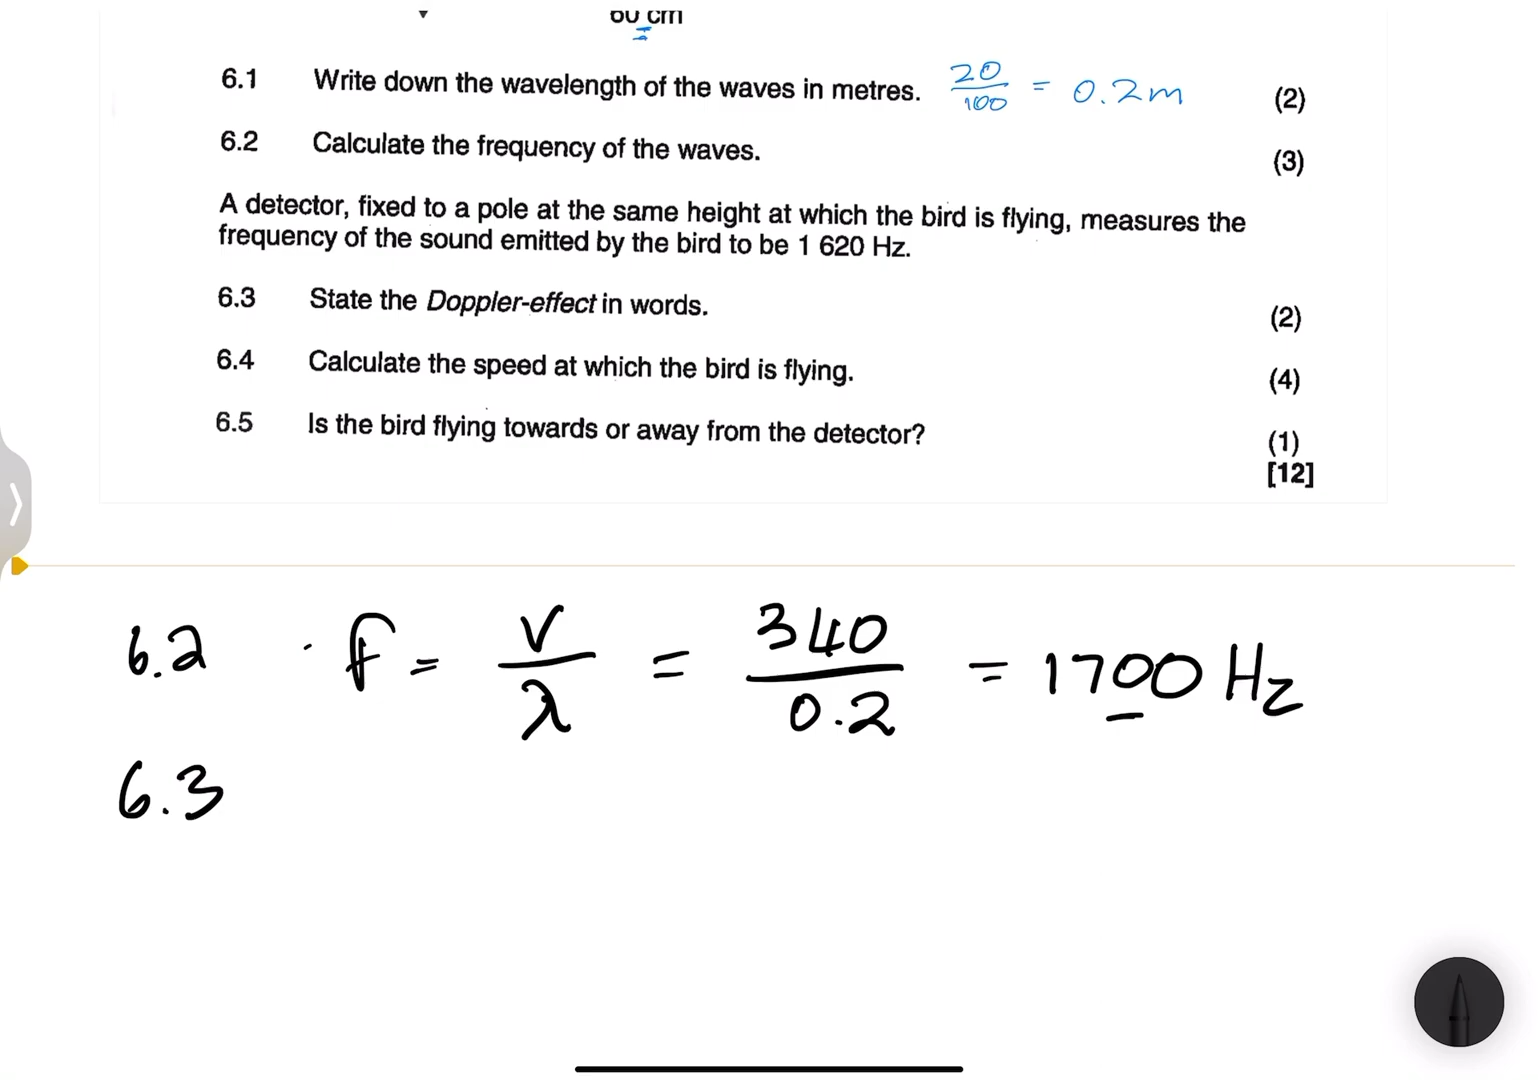 60 cm
6.1 Write down the wavelength of the waves in metres. 20/100 = 0.2m (2)
6.2 Calculate the frequency of the waves. (3)
A detector, fixed to a pole at the same height at which the bird is flying, measures the
frequency of the sound emitted by the bird to be 1 620 Hz.
6.3 State the Doppler-effect in words. (2)
6.4 Calculate the speed at which the bird is flying. (4)
6.5 Is the bird flying towards or away from the detector? (1)
[12]
6.2 f = v/λ = 340/0.2 = 1700 Hz
6.3